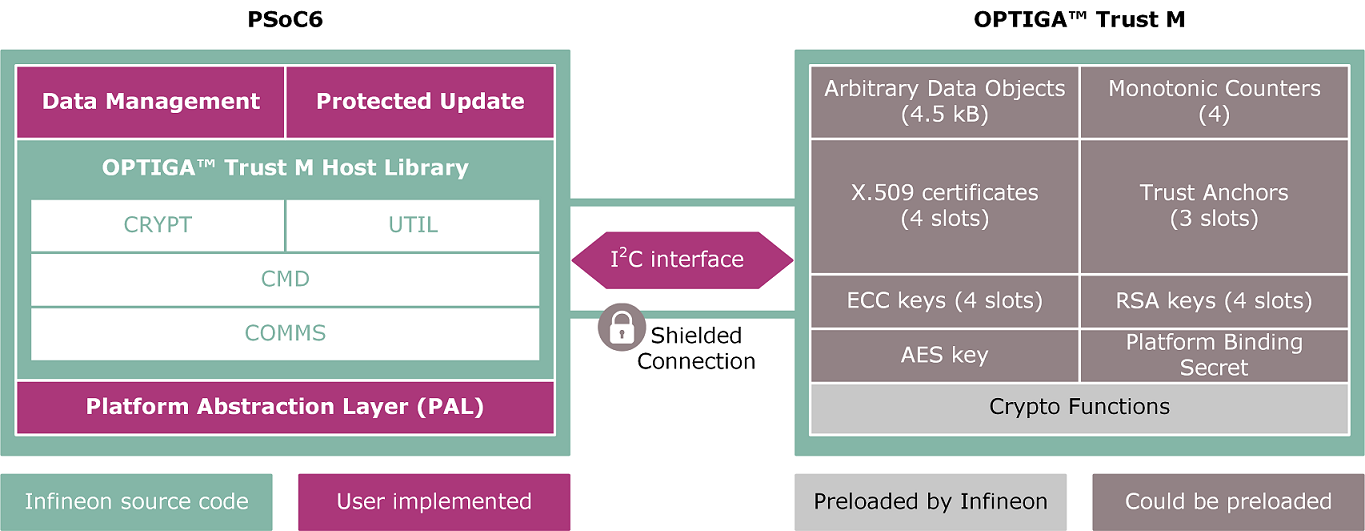 PSoC6
OPTIGA™ Trust M
Data Management
Protected Update
OPTIGA™ Trust M Host Library
CRYPT
UTIL
CMD
COMMS
Platform Abstraction Layer (PAL)
I²C interface
Shielded
Connection
Arbitrary Data Objects
(4.5 kB)
Monotonic Counters
(4)
X.509 certificates
(4 slots)
Trust Anchors
(3 slots)
ECC keys (4 slots)
RSA keys (4 slots)
AES key
Platform Binding
Secret
Crypto Functions
Infineon source code
User implemented
Preloaded by Infineon
Could be preloaded